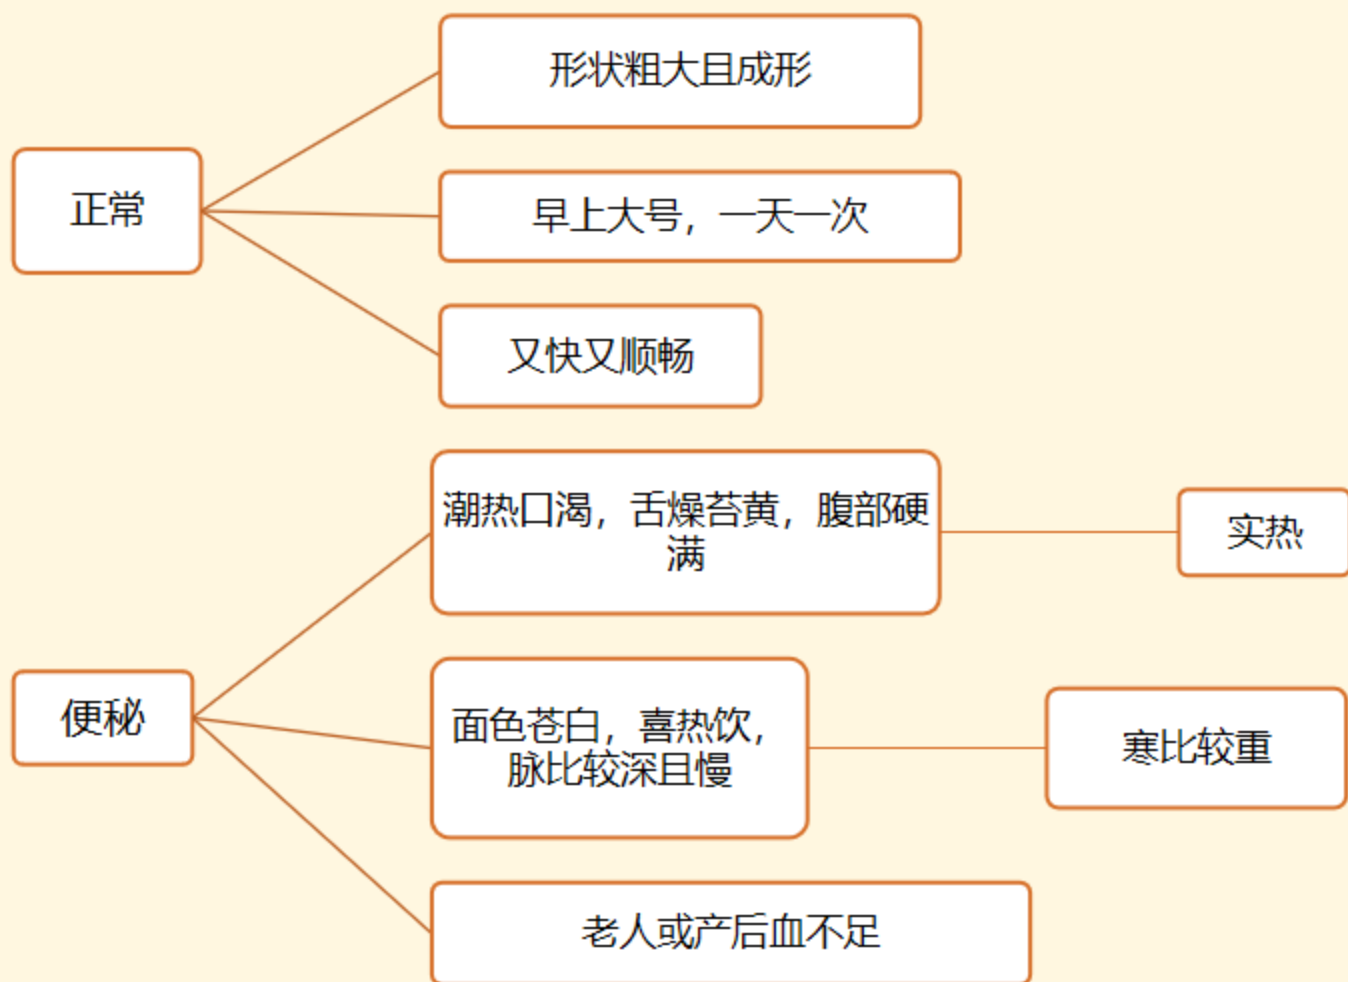 正常
形状粗大且成形
早上大号，一天一次
又快又顺畅
便秘
潮热口渴，舌燥苔黄，腹部硬
满
实热
面色苍白，喜热饮，
脉比较深且慢
寒比较重
老人或产后血不足